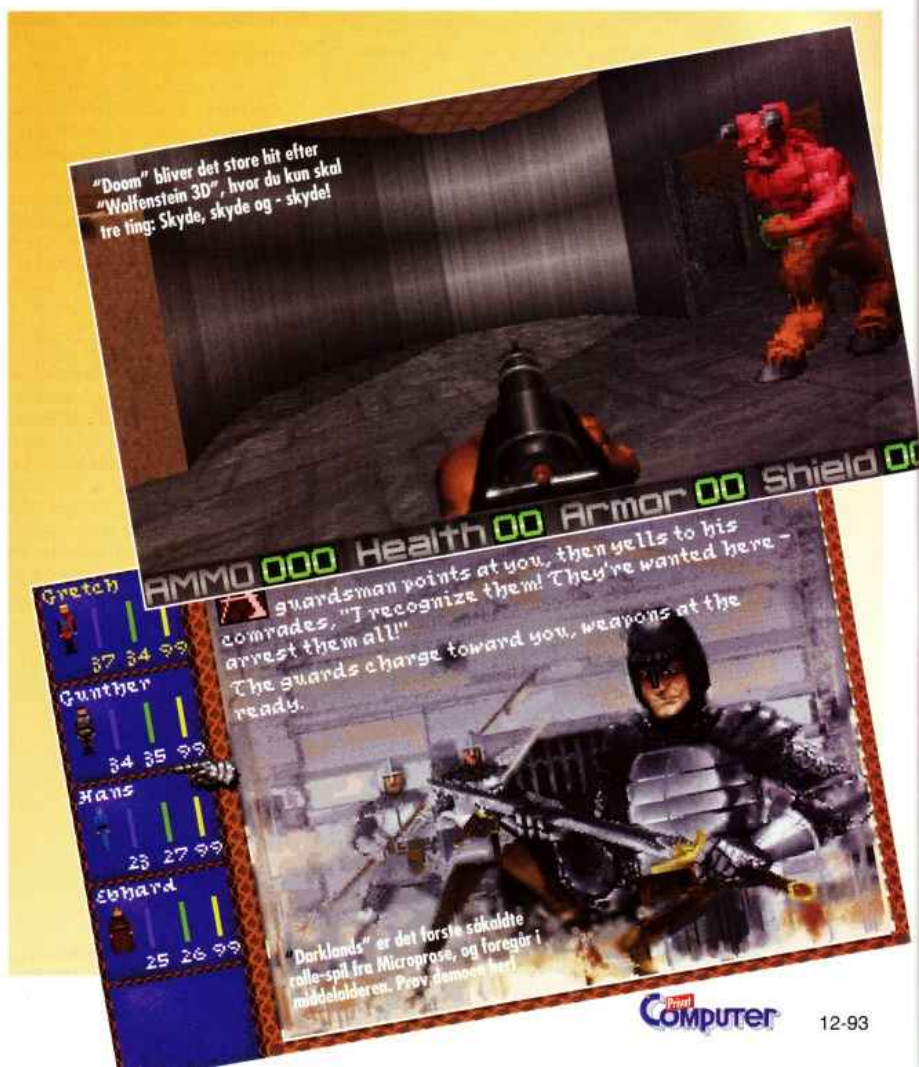 "Doom" bliver det store hit efter
"Wolfenstein 3D", hvor du kun skal
tre ting: Skyde, skyde og - skyde!
AMMO 000 Health 00 Armor 00 Shield 00
Gretch
37 34 99
Gunther
34 35 99
Hans
23 27 99
Ebhard
25 26 99
A guardsman points at you, then yells to his
comrades, "I recognize them! They're wanted here -
arrest them all!"
The guards charge toward you, weapons at the
ready.
"Darklands" er det første såkaldte
rolle-spil fra Microprose, og foregår i
middelalderen. Prøv demoen her!
Privat
COMPUTER
12-93